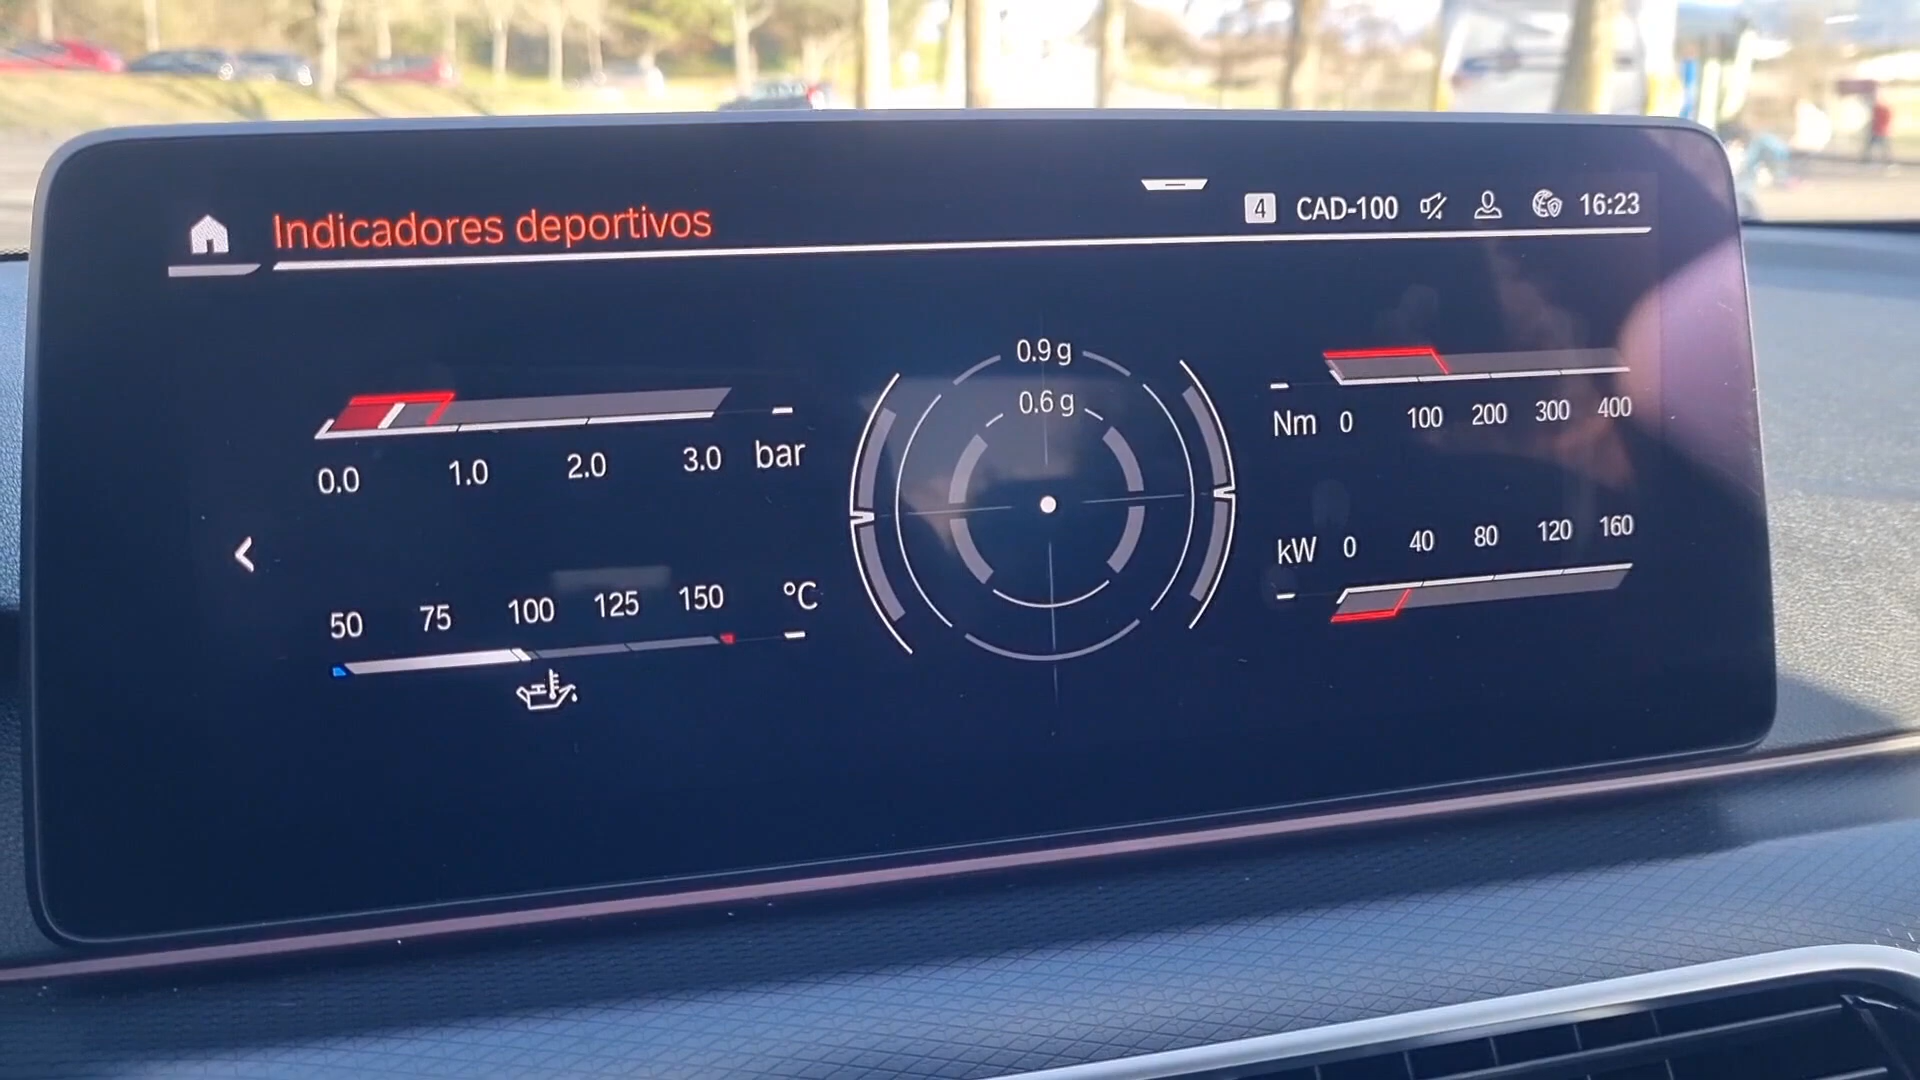 Indicadores deportivos
4 CAD-100 16:23
0.0 1.0 2.0 3.0 bar
50 75 100 125 150 °C
0.9 g
0.6 g
Nm 0 100 200 300 400
kW 0 40 80 120 160